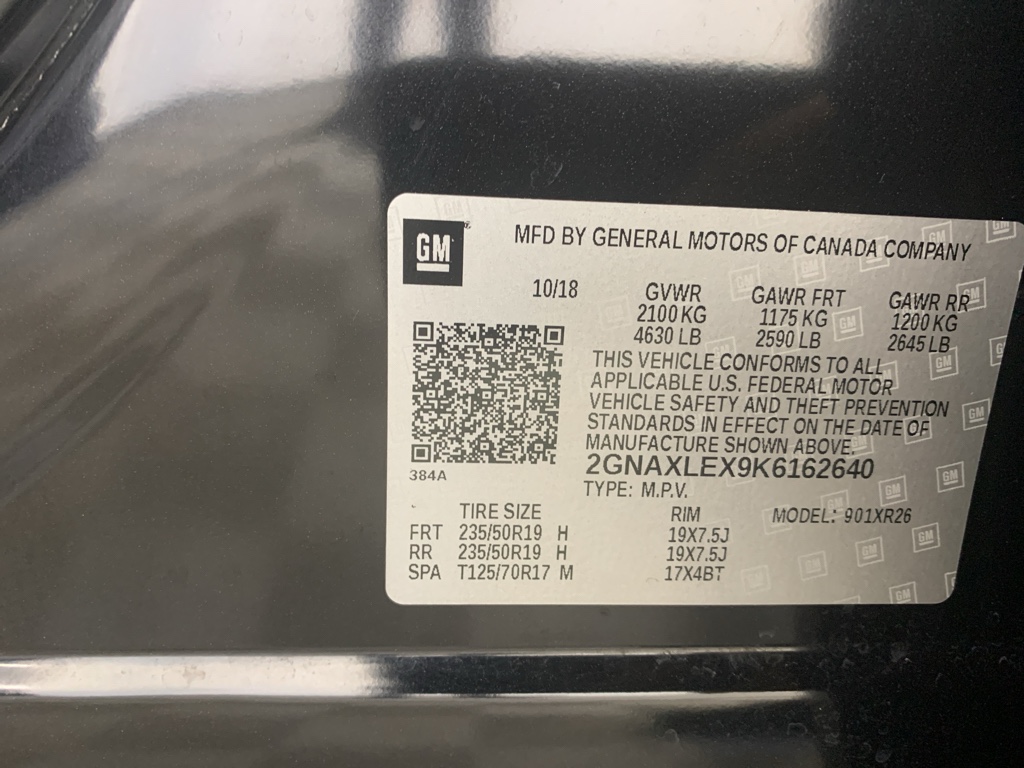 GM®
MFD BY GENERAL MOTORS OF CANADA COMPANY
10/18 GVWR GAWR FRT GAWR RR
2100 KG 1175 KG 1200 KG
4630 LB 2590 LB 2645 LB
THIS VEHICLE CONFORMS TO ALL
APPLICABLE U.S. FEDERAL MOTOR
VEHICLE SAFETY AND THEFT PREVENTION
STANDARDS IN EFFECT ON THE DATE OF
MANUFACTURE SHOWN ABOVE.
384A
2GNAXLEX9K6162640
TYPE: M.P.V.
TIRE SIZE RIM MODEL: 901XR26
FRT 235/50R19 H 19X7.5J
RR 235/50R19 H 19X7.5J
SPA T125/70R17 M 17X4BT